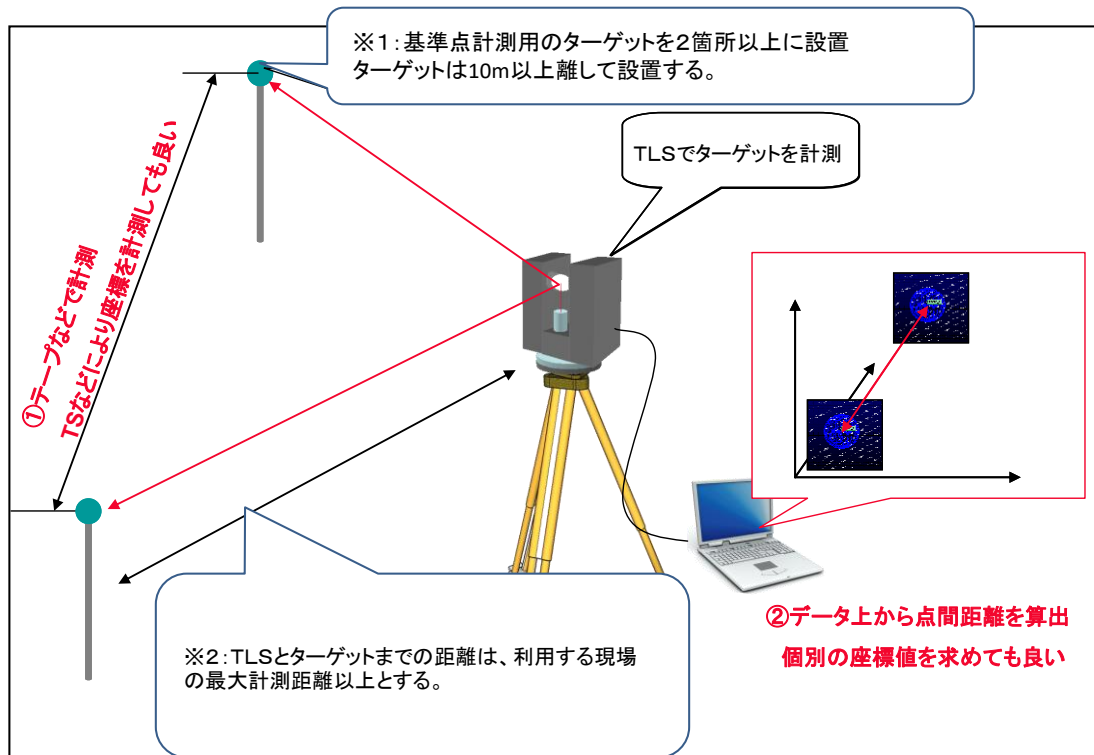 ※１：基準点計測用のターゲットを２箇所以上に設置
ターゲットは10m以上離して設置する。
TLSでターゲットを計測
①テープなどで計測
TSなどにより座標を計測しても良い
※２：TLSとターゲットまでの距離は、利用する現場
の最大計測距離以上とする。
②データ上から点間距離を算出
個別の座標値を求めても良い